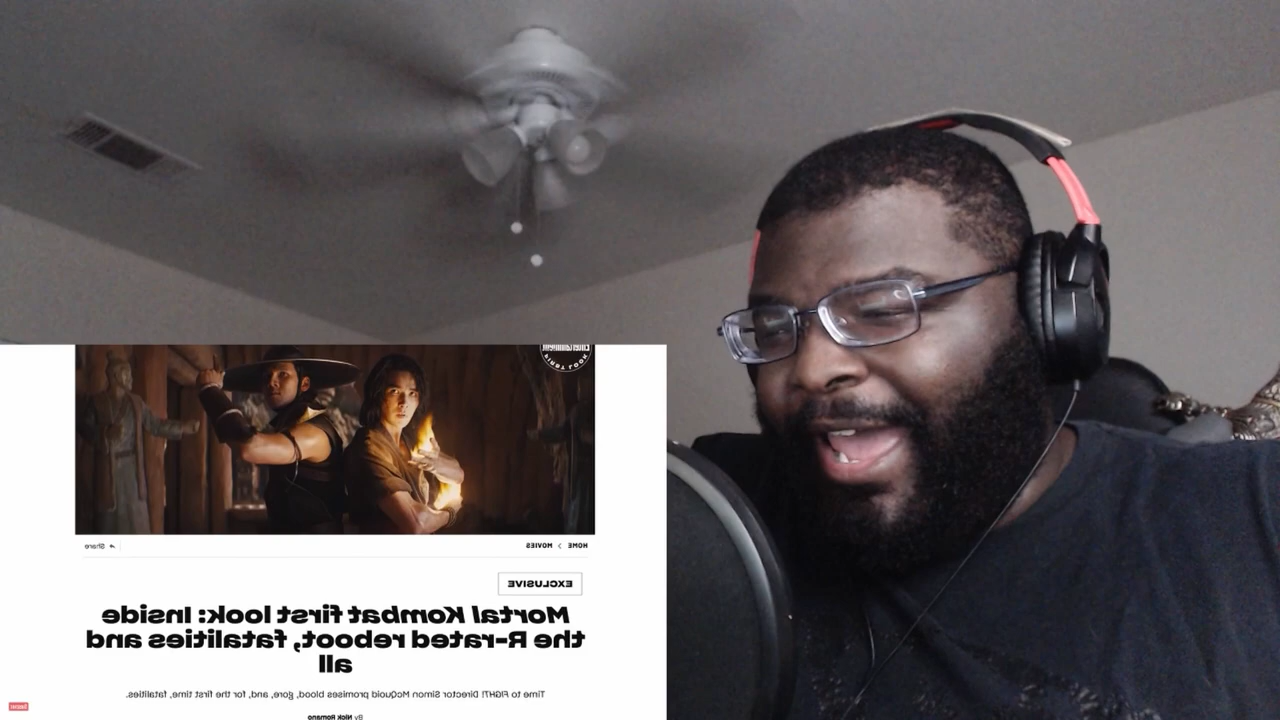 Entertainment
Share
HOME > MOVIES
EXCLUSIVE
Mortal Kombat first look: Inside
the R-rated reboot, fatalities and
all
Time to FIGHT! Director Simon McQuoid promises blood, gore, and, for the first time, fatalities.
By Nick Romano